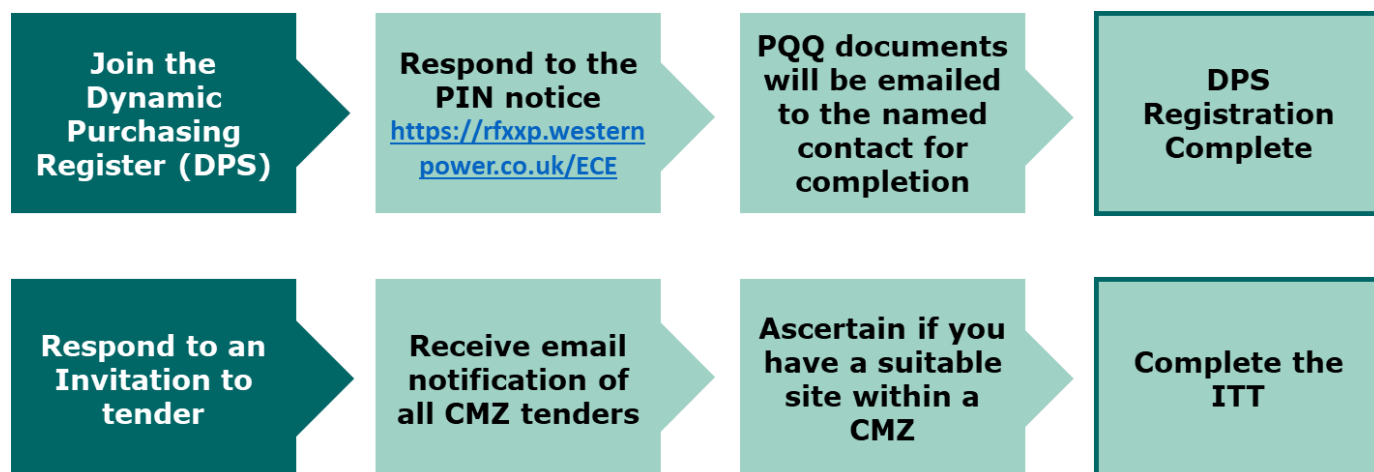 Join the
Dynamic
Purchasing
Register (DPS)
Respond to the
PIN notice
https://rfxxp.western
power.co.uk/ECE
PQQ documents
will be emailed
to the named
contact for
completion
DPS
Registration
Complete
Respond to an
Invitation to
tender
Receive email
notification of
all CMZ tenders
Ascertain if you
have a suitable
site within a
CMZ
Complete the
ITT